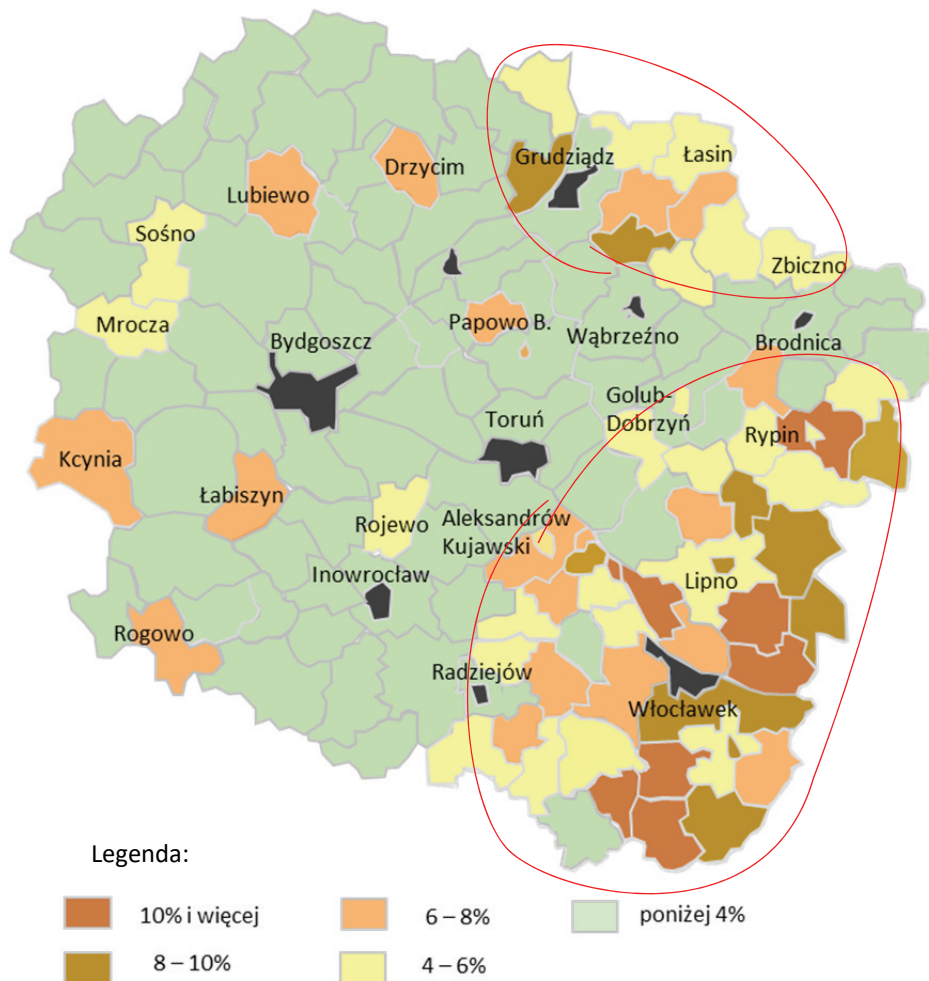 Grudziądz
Łasin
Drzycim
Lubiewo
Sośno
Zbiczno
Mrocza
Papowo B.
Wąbrzeźno
Brodnica
Bydgoszcz
Golub-
Dobrzyń
Toruń
Rypin
Kcynia
Łabiszyn
Rojewo
Aleksandrów
Kujawski
Inowrocław
Lipno
Rogowo
Radziejów
Włocławek
Legenda:
10% i więcej
6 – 8%
poniżej 4%
8 – 10%
4 – 6%